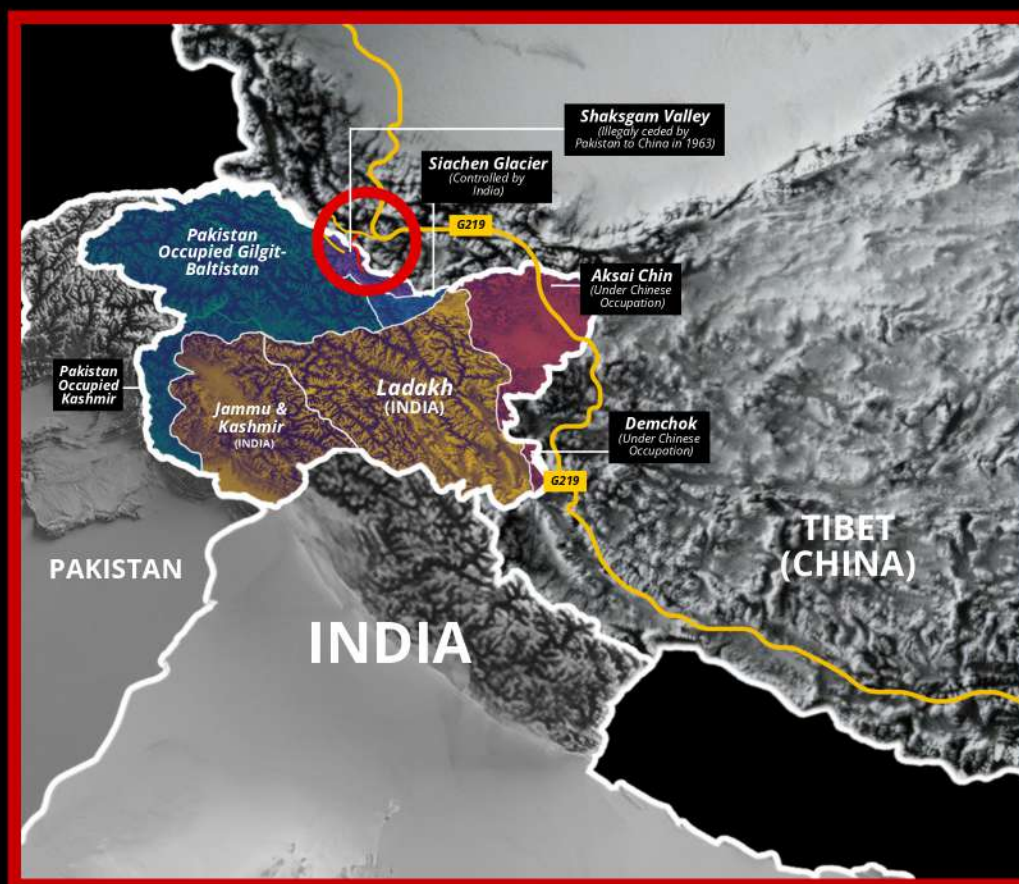 Shaksgam Valley
(Illegaly ceded by
Pakistan to China in 1963)
Siachen Glacier
(Controlled by
India)
G219
Pakistan
Occupied Gilgit-
Baltistan
Aksai Chin
(Under Chinese
Occupation)
Pakistan
Occupied
Kashmir
Ladakh
(INDIA)
Jammu &
Kashmir
(INDIA)
Demchok
(Under Chinese
Occupation)
G219
TIBET
(CHINA)
PAKISTAN
INDIA